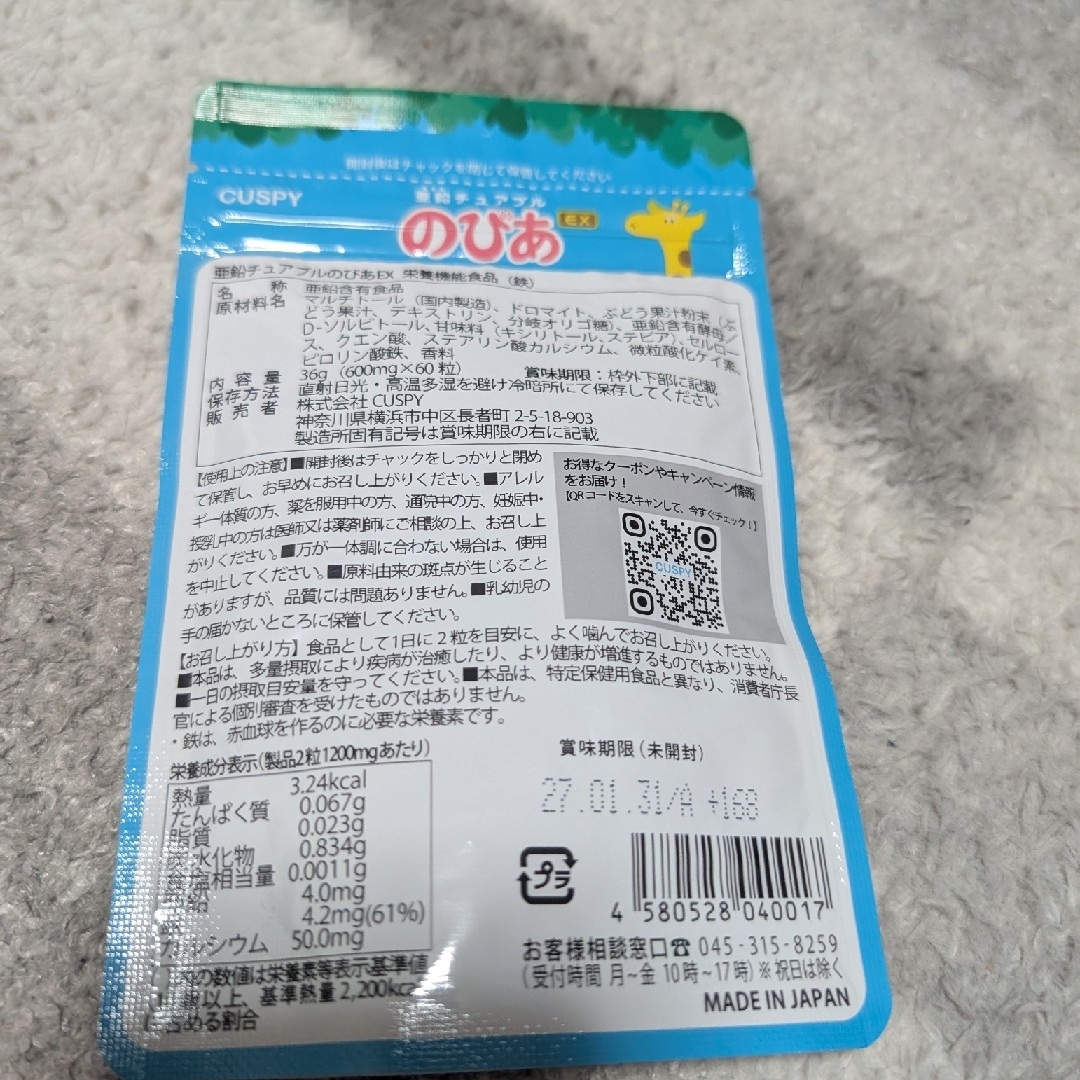 開封後はチャックを閉じて保管してください
CUSPY
亜鉛チュアブル
のびあ EX
亜鉛チュアブルのびあEX 栄養機能食品（鉄）
名称 亜鉛含有食品
原材料名 マルチトール（国内製造）、ドロマイト、ぶどう果汁粉末（ぶ
どう果汁、デキストリン、分岐オリゴ糖）、亜鉛含有酵母／
D-ソルビトール、甘味料（キシリトール、ステビア）、セルロー
ス、クエン酸、ステアリン酸カルシウム、微粒酸化ケイ素、
ピロリン酸鉄、香料
内容量 36g（600mg×60粒） 賞味期限：枠外下部に記載
保存方法 直射日光・高温多湿を避け冷暗所にて保存してください
販売者 株式会社 CUSPY
神奈川県横浜市中区長者町 2-5-18-903
製造所固有記号は賞味期限の右に記載
【使用上の注意】■開封後はチャックをしっかりと閉め
て保管し、お早めにお召し上がりください。■アレル
ギー体質の方、薬を服用中の方、通院中の方、妊娠中・
授乳中の方は医師又は薬剤師にご相談の上、お召し上
がりください。■万が一体調に合わない場合は、使用
を中止してください。■原料由来の斑点が生じること
がありますが、品質には問題ありません。■乳幼児の
手の届かないところに保管してください。
お得なクーポンやキャンペーン情報
をお届け！
【QRコードをスキャンして、今すぐチェック！】
CUSPY
【お召し上がり方】食品として1日に2粒を目安に、よく噛んでお召し上がりください。
■本品は、多量摂取により疾病が治癒したり、より健康が増進するものではありません。
■一日の摂取目安量を守ってください。■本品は、特定保健用食品と異なり、消費者庁長
官による個別審査を受けたものではありません。
・鉄は、赤血球を作るのに必要な栄養素です。
栄養成分表示（製品2粒1200mgあたり）
熱量 3.24kcal
たんぱく質 0.067g
脂質 0.023g
炭水化物 0.834g
食塩相当量 0.0011g
4.0mg
4.2mg(61%)
カルシウム 50.0mg
の数値は栄養素等表示基準値
以上、基準熱量2,200kcal
占める割合
賞味期限（未開封）
27.01.31/A +168
プラ
4 580528 040017
お客様相談窓口☎ 045-315-8259
（受付時間 月～金 10時～17時）※祝日は除く
MADE IN JAPAN